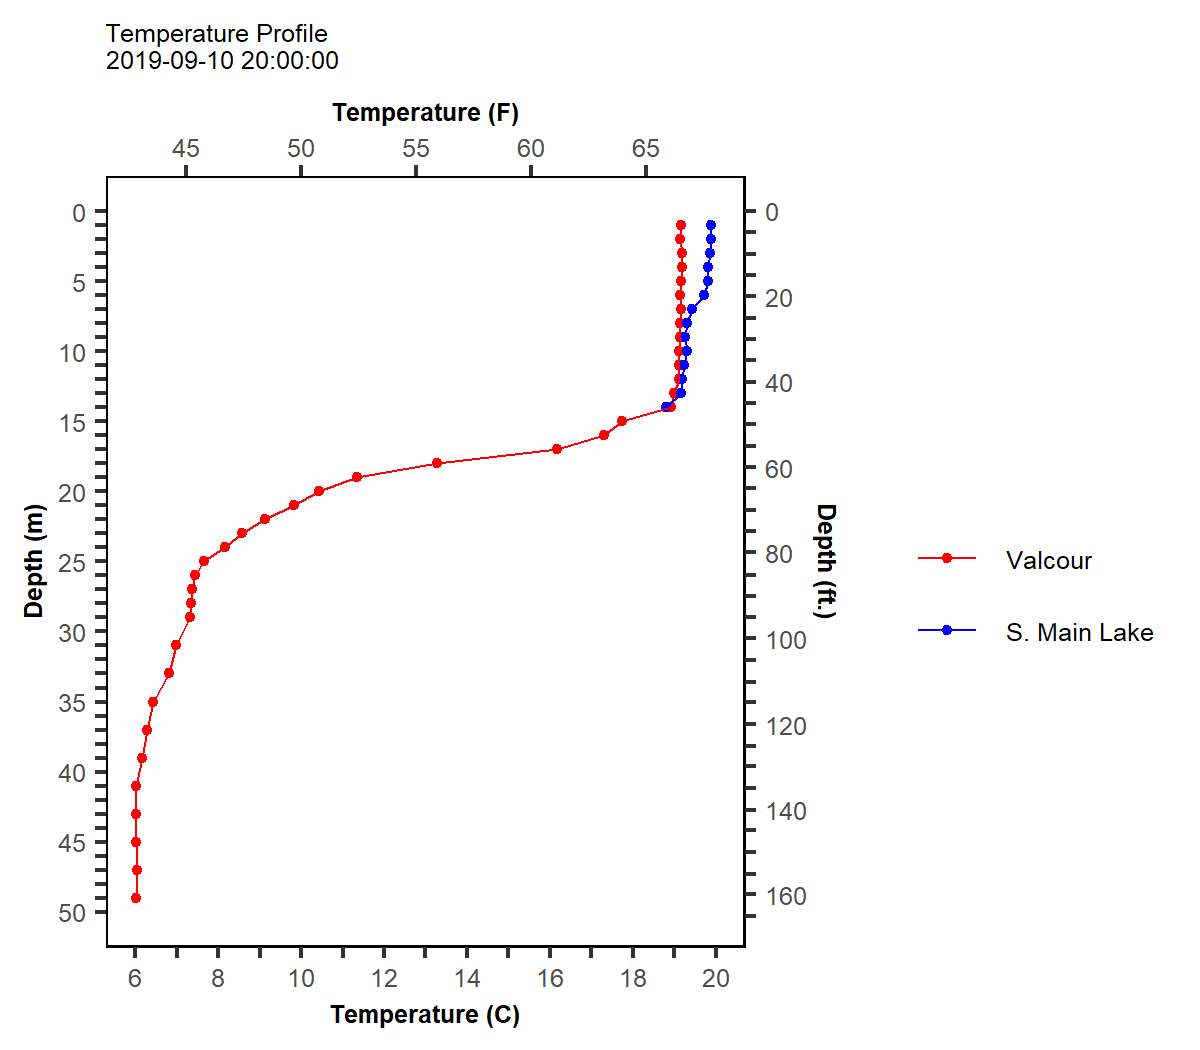 Temperature Profile
2019-09-10 20:00:00
Temperature (F)
45 50 55 60 65
0
5
10
15
20
25
30
35
40
45
50
Depth (m)
0
20
40
60
80
100
120
140
160
Depth (ft.)
Valcour
S. Main Lake
6 8 10 12 14 16 18 20
Temperature (C)